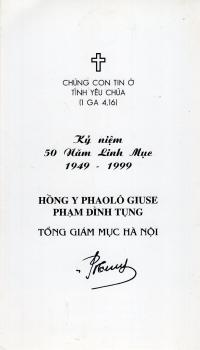 CHÚNG CON TIN Ở
TÌNH YÊU CHÚA
(1 GA 4,16)
Kỷ niệm
50 Năm Linh Mục
1949 - 1999
HỒNG Y PHAOLÔ GIUSE
PHẠM ĐÌNH TỤNG
TỔNG GIÁM MỤC HÀ NỘI